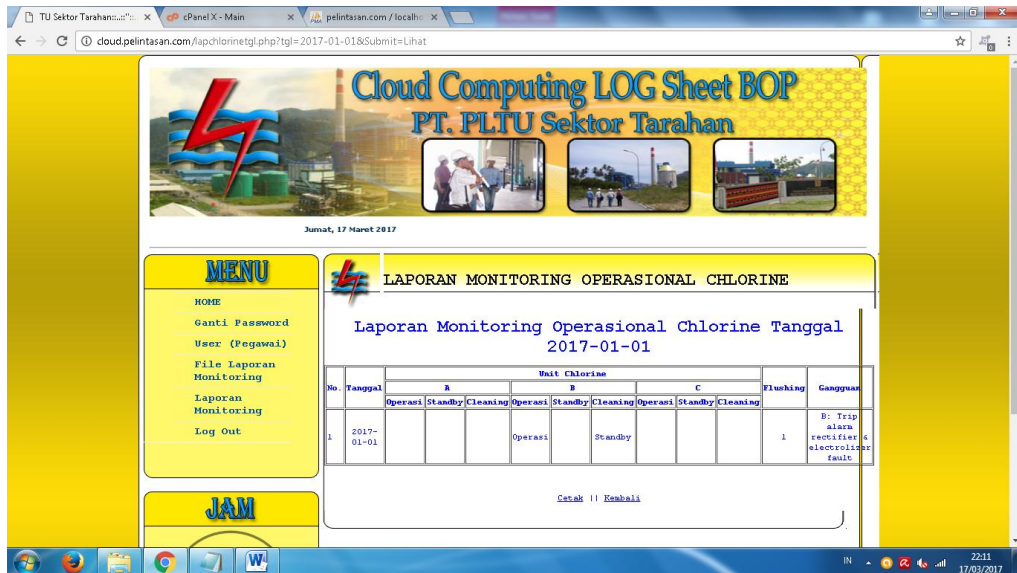 TU Sektor Tarahan::..::":.
cPanel X - Main
pelintasan.com / localho
cloud.pelintasan.com/lapchlorinetgl.php?tgl=2017-01-01&Submit=Lihat
Cloud Computing LOG Sheet BOP
PT. PLTU Sektor Tarahan
Jumat, 17 Maret 2017
MENU
HOME
Ganti Password
User (Pegawai)
File Laporan
Monitoring
Laporan
Monitoring
Log Out
JAM
LAPORAN MONITORING OPERASIONAL CHLORINE
Laporan Monitoring Operasional Chlorine Tanggal
2017-01-01
No. Tanggal Unit Chlorine Flushing Gangguan
A B C
Operasi Standby Cleaning Operasi Standby Cleaning Operasi Standby Cleaning
1 2017-01-01 Operasi Standby 1 B: Trip
alarm
rectifier &
electrolizer
fault
Cetak || Kembali
IN
22:11
17/03/2017